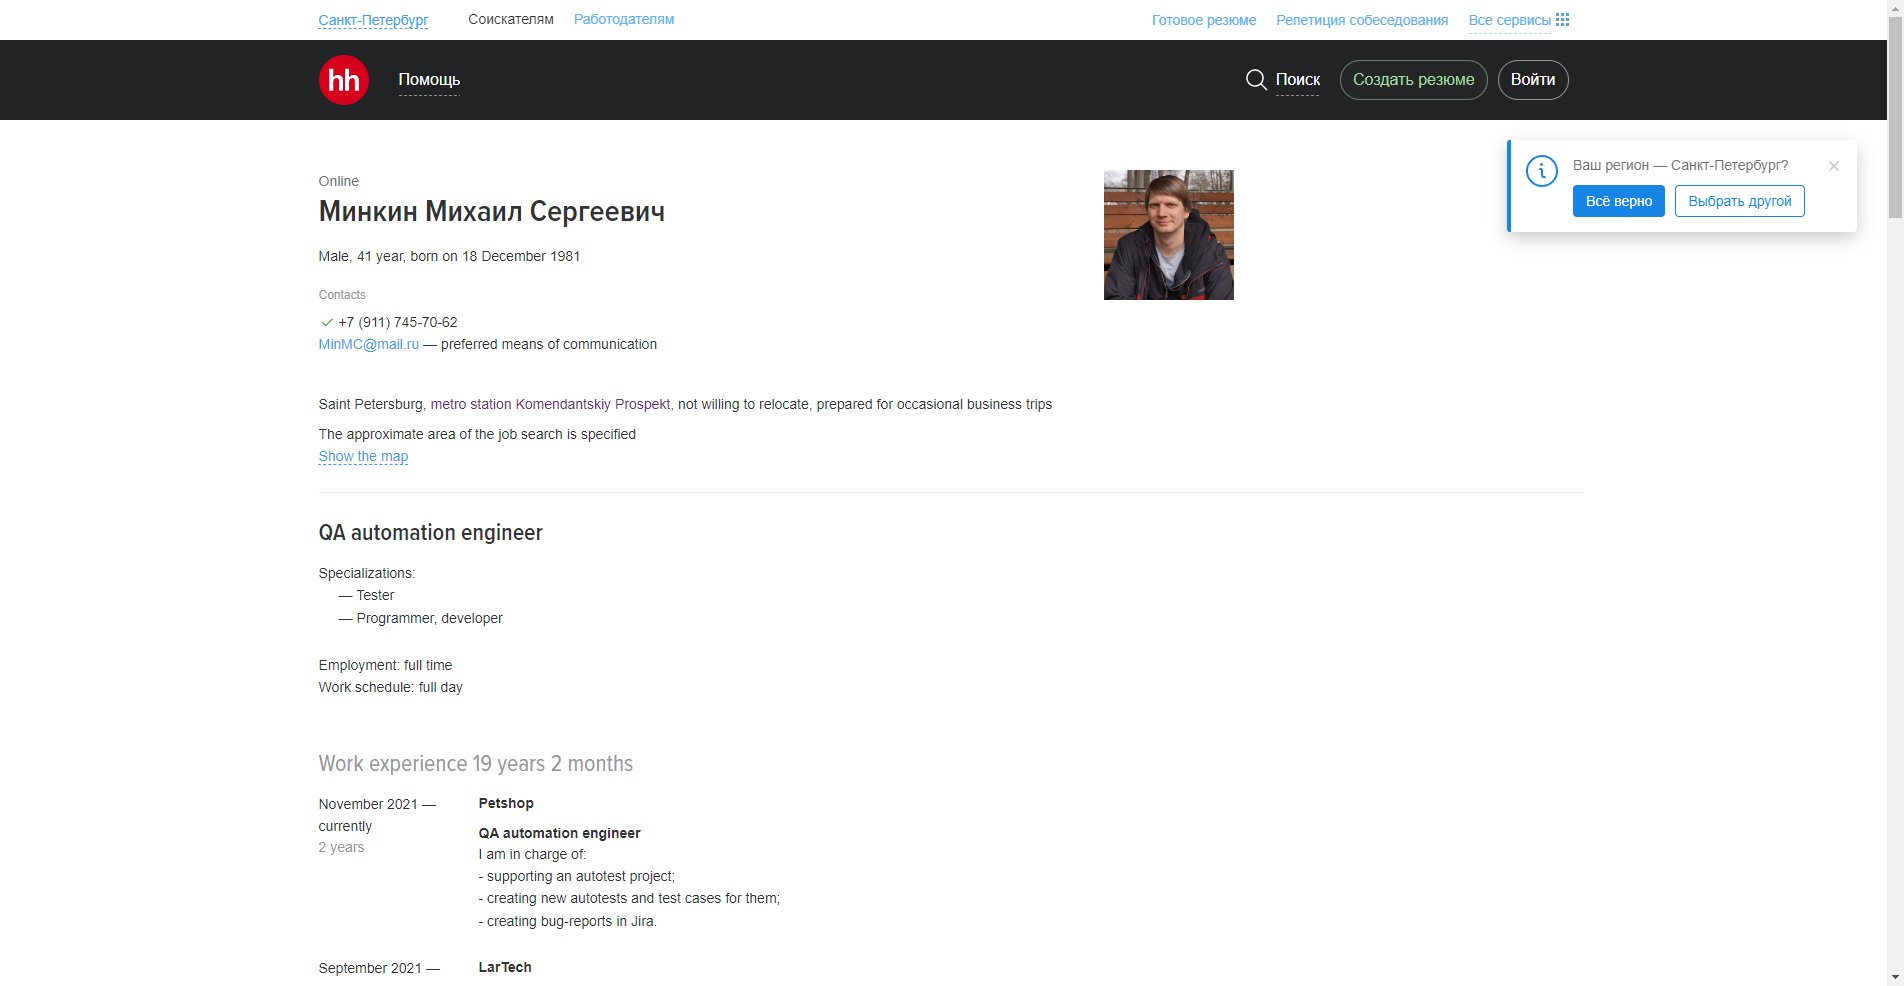 Санкт-Петербург Соискателям Работодателям Готовое резюме Репетиция собеседования Все сервисы
hh Помощь Поиск Создать резюме Войти
Ваш регион — Санкт-Петербург?
Всё верно Выбрать другой
Online
Минкин Михаил Сергеевич
Male, 41 year, born on 18 December 1981
Contacts
+7 (911) 745-70-62
MinMC@mail.ru — preferred means of communication
Saint Petersburg, metro station Komendantskiy Prospekt, not willing to relocate, prepared for occasional business trips
The approximate area of the job search is specified
Show the map
QA automation engineer
Specializations:
— Tester
— Programmer, developer
Employment: full time
Work schedule: full day
Work experience 19 years 2 months
November 2021 —
currently
2 years
Petshop
QA automation engineer
I am in charge of:
- supporting an autotest project;
- creating new autotests and test cases for them;
- creating bug-reports in Jira.
September 2021 —
LarTech